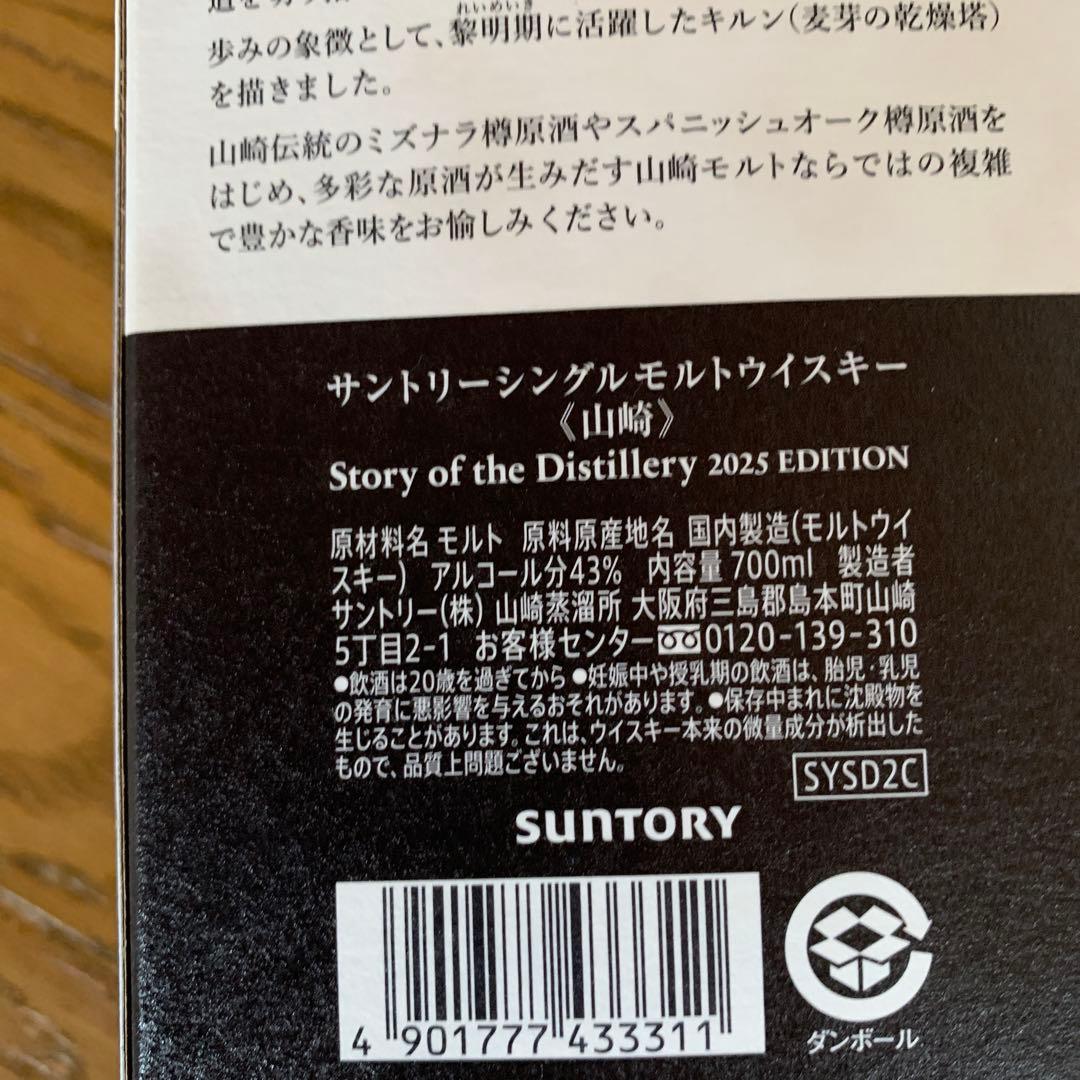 歩みの象徴として、黎明期に活躍したキルン(麦芽の乾燥塔)
れいめいき
を描きました。
山崎伝統のミズナラ樽原酒やスパニッシュオーク樽原酒を
はじめ、多彩な原酒が生みだす山崎モルトならではの複雑
で豊かな香味をお愉しみください。
サントリーシングルモルトウイスキー
《山崎》
Story of the Distillery 2025 EDITION
原材料名 モルト 原料原産地名 国内製造(モルトウイ
スキー) アルコール分43% 内容量 700ml 製造者
サントリー(株) 山崎蒸溜所 大阪府三島郡島本町山崎
5丁目2-1 お客様センター 0120-139-310
●飲酒は20歳を過ぎてから ●妊娠中や授乳期の飲酒は、胎児・乳児
の発育に悪影響を与えるおそれがあります。●保存中まれに沈殿物を
生じることがあります。これは、ウイスキー本来の微量成分が析出した
もので、品質上問題ございません。
SYSD2C
SUNTORY
4 901777 433311
ダンボール